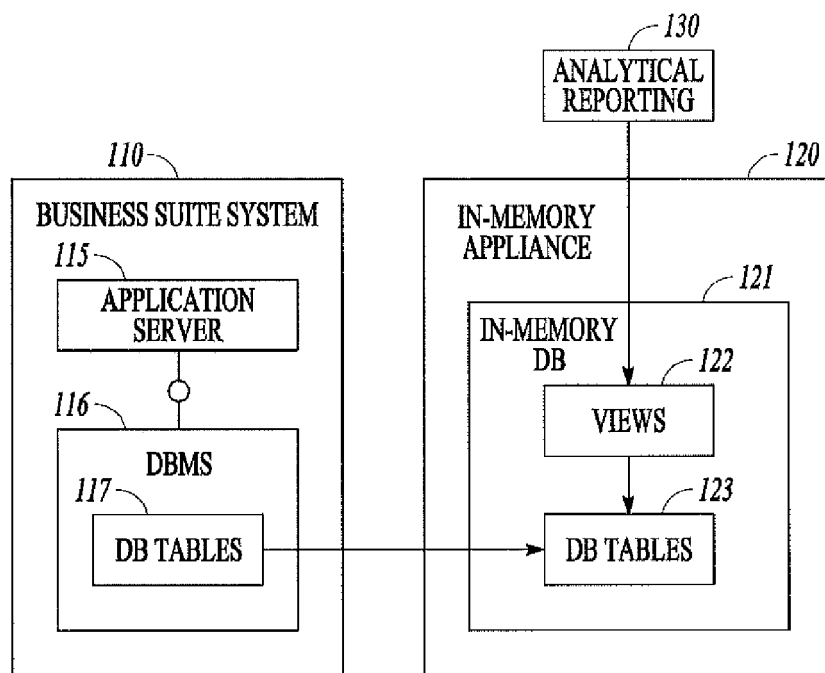 130
ANALYTICAL
REPORTING
110
BUSINESS SUITE SYSTEM
115
APPLICATION
SERVER
116
DBMS
117
DB TABLES
120
IN-MEMORY
APPLIANCE
121
IN-MEMORY
DB
122
VIEWS
123
DB TABLES